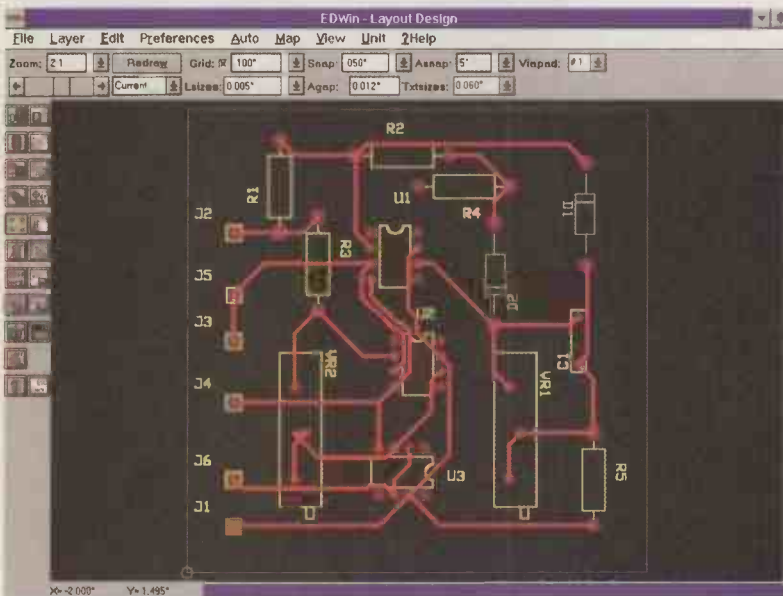 EDWin - Layout Design
File Layer Edit Preferences Auto Map View Unit ?Help
Zoom: 2:1 Redraw Grid: 100" Snap: 050" Asnap: 5° Viapad: #1
Current Lsizes: 0.005" Agap: 0.012" Txtsizes: 0.060"
R2
R1
U1
R4
D1
J2
R3
J5
D2
J3
C1
VR2
VR1
J4
J6
U3
R5
J1
X= -2.000" Y= 1.495"